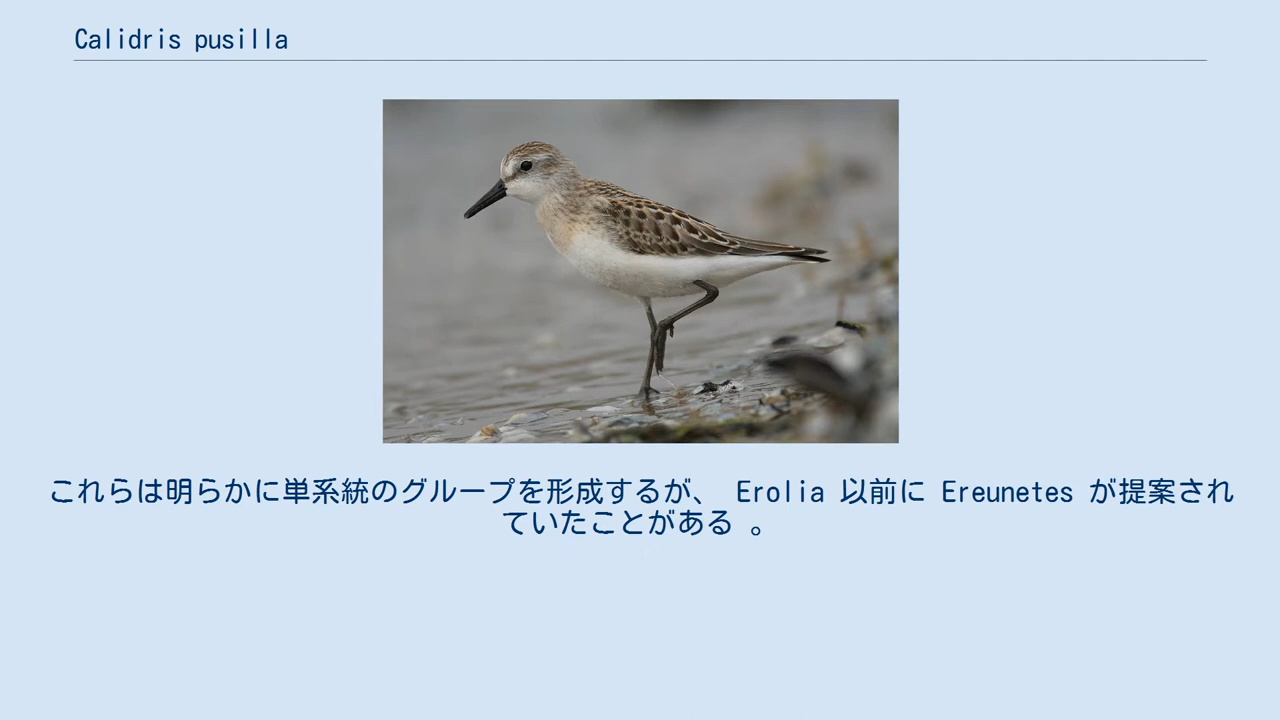 Calidris pusilla
これらは明らかに単系統のグループを形成するが、 Erolia 以前に Ereunetes が提案され
ていたことがある 。